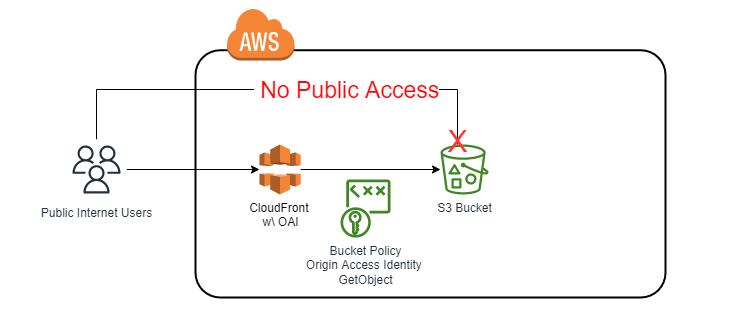 AWS
No Public Access
Public Internet Users
CloudFront
w\ OAI
S3 Bucket
Bucket Policy
Origin Access Identity
GetObject